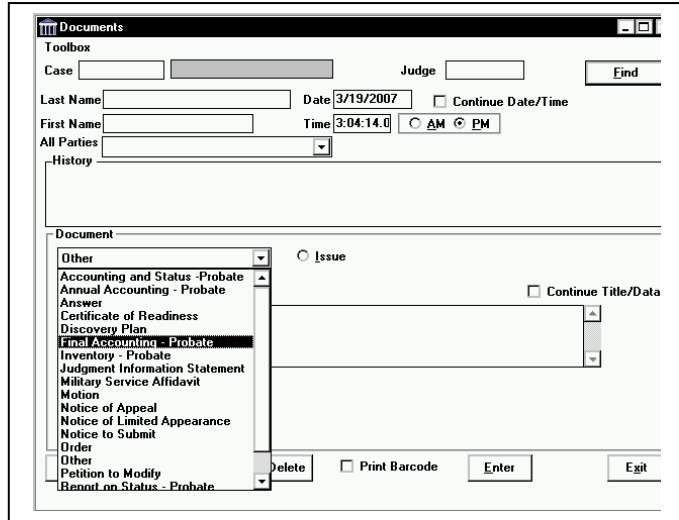 Documents
Toolbox
Case Judge Find
Last Name Date 3/19/2007 Continue Date/Time
First Name Time 3:04:14.0 AM PM
All Parties
History
Document
Other Issue
Accounting and Status -Probate
Annual Accounting - Probate
Answer Continue Title/Data
Certificate of Readiness
Discovery Plan
Final Accounting - Probate
Inventory - Probate
Judgment Information Statement
Military Service Affidavit
Motion
Notice of Appeal
Notice of Limited Appearance
Notice to Submit
Order
Other
Petition to Modify Delete Print Barcode Enter Exit
Report on Status - Probate